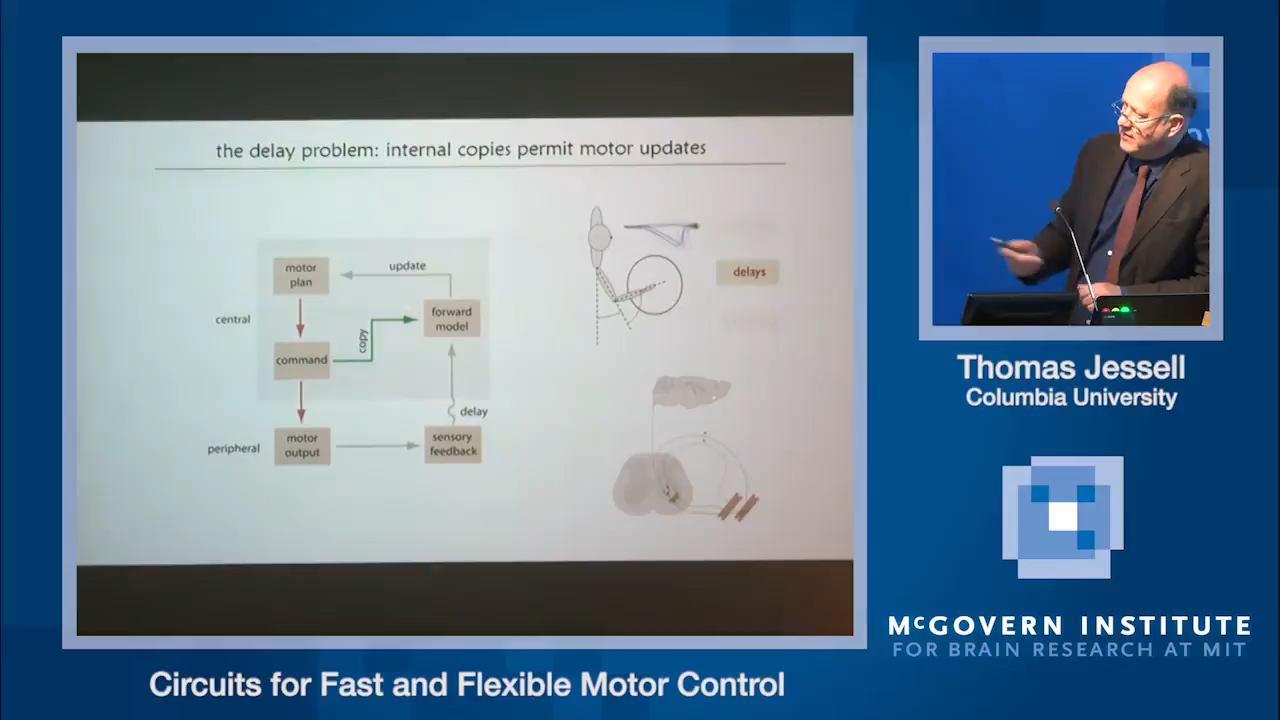 the delay problem: internal copies permit motor updates
motor
plan
update
central
copy
forward
model
command
delay
peripheral
motor
output
sensory
feedback
delays
Thomas Jessell
Columbia University
McGOVERN INSTITUTE
FOR BRAIN RESEARCH AT MIT
Circuits for Fast and Flexible Motor Control